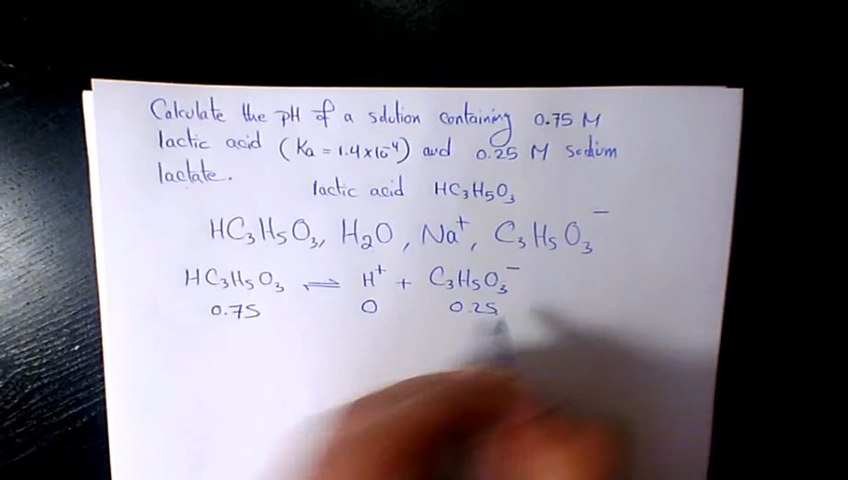 Calculate the pH of a solution containing 0.75 M
lactic acid (Ka = 1.4x10⁻⁴) and 0.25 M sodium
lactate.
lactic acid HC₃H₅O₃
HC₃H₅O₃, H₂O, Na⁺, C₃H₅O₃⁻
HC₃H₅O₃ ⇌ H⁺ + C₃H₅O₃⁻
0.75 0 0.25